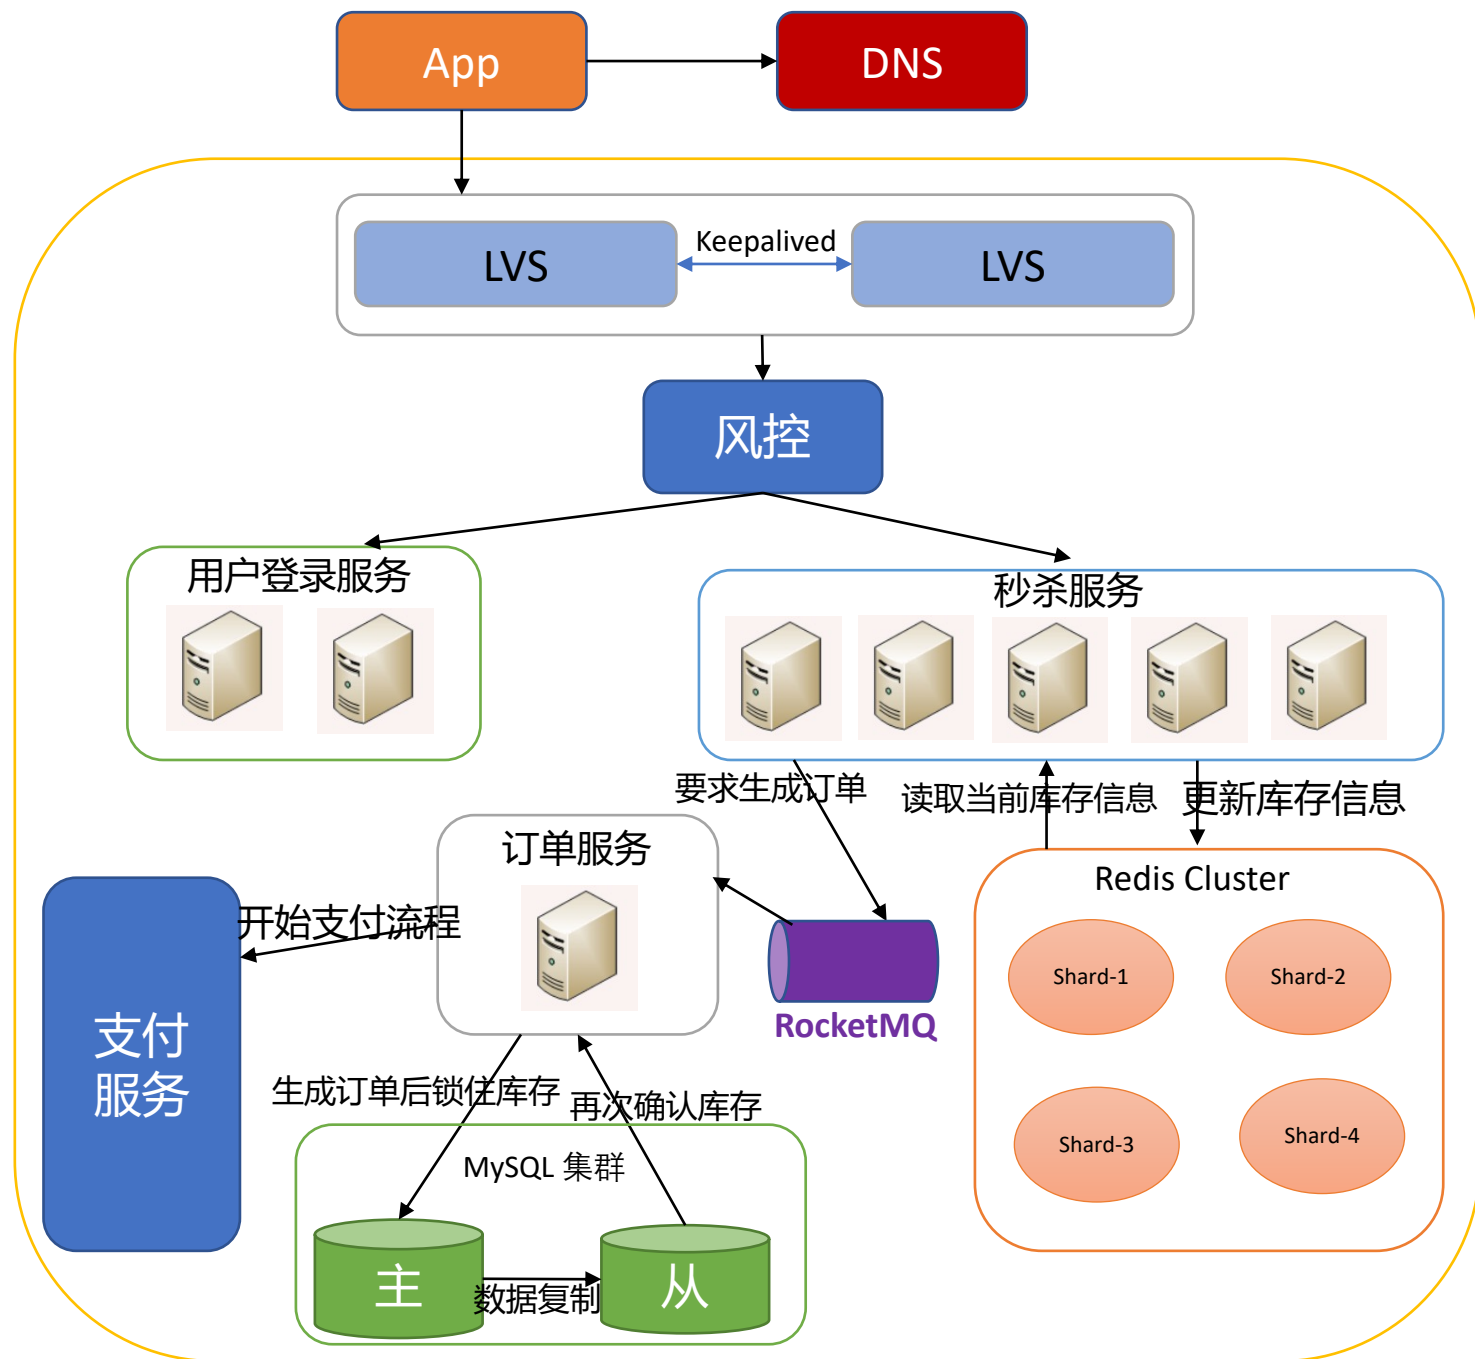 App
DNS
Keepalived
LVS
LVS
风控
用户登录服务
秒杀服务
要求生成订单
读取当前库存信息
更新库存信息
订单服务
Redis Cluster
开始支付流程
Shard-1
Shard-2
RocketMQ
支付
服务
生成订单后锁住库存
再次确认库存
Shard-3
Shard-4
MySQL 集群
主
数据复制
从